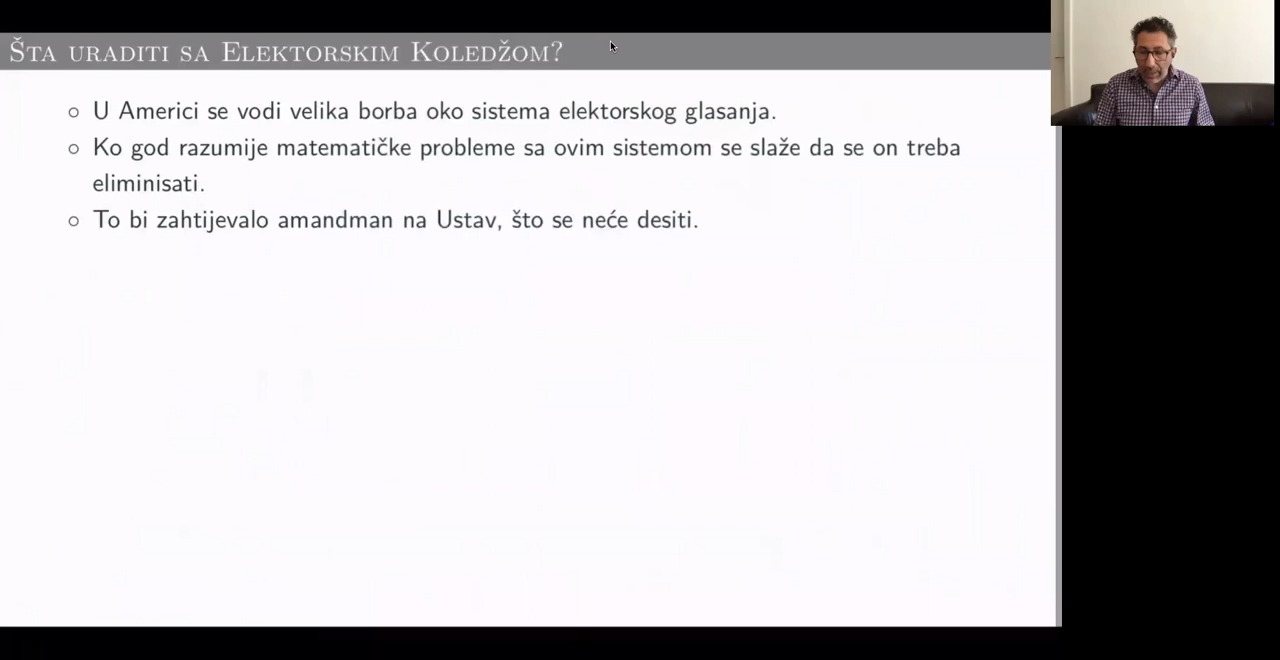 Šta uraditi sa Elektorskim Koledžom?
U Americi se vodi velika borba oko sistema elektorskog glasanja.
Ko god razumije matematičke probleme sa ovim sistemom se slaže da se on treba
eliminisati.
To bi zahtijevalo amandman na Ustav, što se neće desiti.